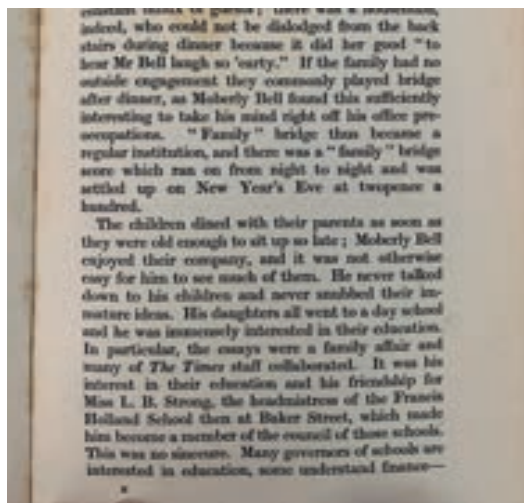 constant influx of guests; there was a housemaid,
indeed, who could not be dislodged from the back
stairs during dinner because it did her good "to
hear Mr Bell laugh so 'earty." If the family had no
outside engagement they commonly played bridge
after dinner, as Moberly Bell found this sufficiently
interesting to take his mind right off his office pre-
occupations. "Family" bridge thus became a
regular institution, and there was a "family" bridge
score which ran on from night to night and was
settled up on New Year's Eve at twopence a
hundred.
The children dined with their parents as soon as
they were old enough to sit up so late; Moberly Bell
enjoyed their company, and it was not otherwise
easy for him to see much of them. He never talked
down to his children and never snubbed their im-
mature ideas. His daughters all went to a day school
and he was immensely interested in their education.
In particular, the essays were a family affair and
many of The Times staff collaborated. It was his
interest in their education and his friendship for
Miss L. B. Strong, the headmistress of the Francis
Holland School then at Baker Street, which made
him become a member of the council of those schools.
This was no sinecure. Many governors of schools are
interested in education, some understand finance—